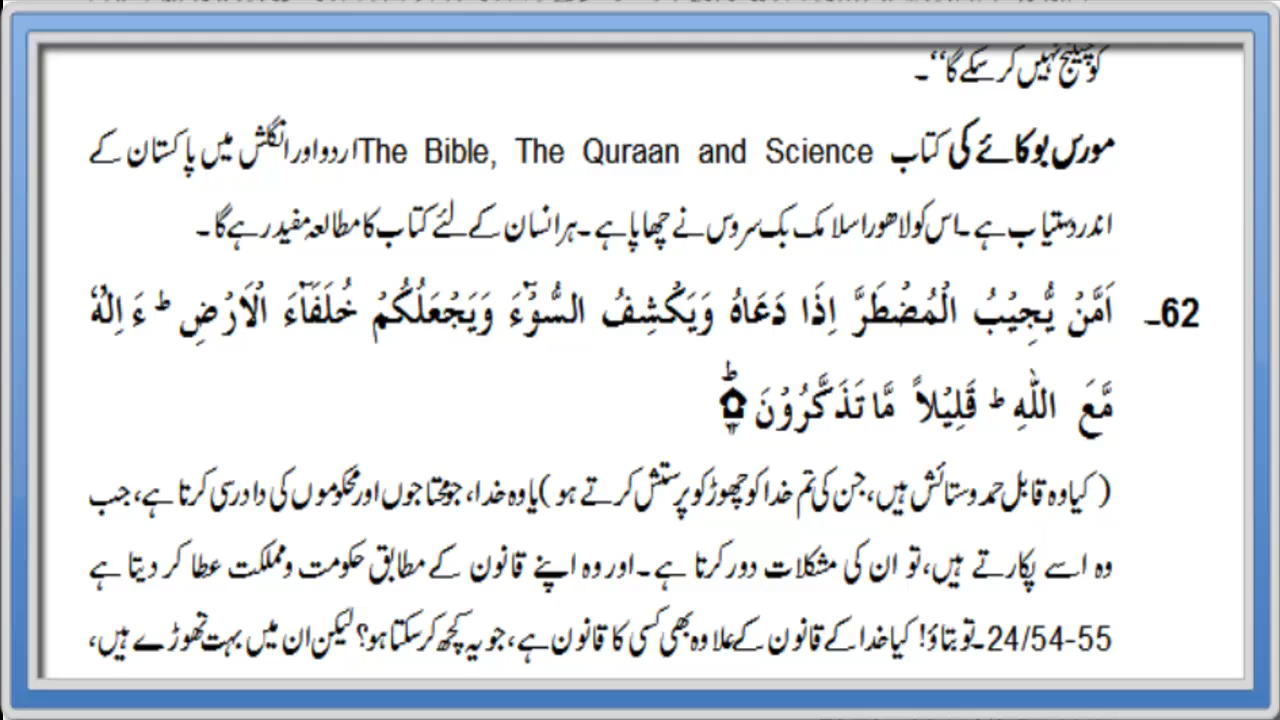 کو چیلنج نہیں کر سکے گا‘‘۔
مورس بوکائے کی کتاب The Bible, The Quraan and Science اردو اور انگلش میں پاکستان کے
اندر دستیاب ہے۔ اس کو لاھور اسلامک بک سروس نے چھاپا ہے۔ ہر انسان کے لئے کتاب کا مطالعہ مفید رہے گا۔
62۔ اَمَّنۡ یُّجِیۡبُ الۡمُضۡطَرَّ اِذَا دَعَاہُ وَیَکۡشِفُ السُّوۡٓءَ وَیَجۡعَلُکُمۡ خُلَفَآءَ الۡاَرۡضِ ؕ ءَ اِلٰہٌ
مَّعَ اللّٰہِ ؕ قَلِیۡلاً مَّا تَذَکَّرُوۡنَ ؕ
( کیا وہ قابل حمد وستائش ہیں، جن کی تم خدا کو چھوڑ کو پرستش کرتے ہو ) یا وہ خدا، جو محتاجوں اور محکوموں کی دادرسی کرتا ہے، جب
وہ اسے پکارتے ہیں، تو ان کی مشکلات دور کرتا ہے۔ اور وہ اپنے قانون کے مطابق حکومت ومملکت عطا کر دیتا ہے
24/54-55۔ تو بتاؤ! کیا خدا کے قانون کے علاوہ بھی کسی کا قانون ہے، جو یہ کچھ کر سکتا ہو؟ لیکن ان میں بہت تھوڑے ہیں،